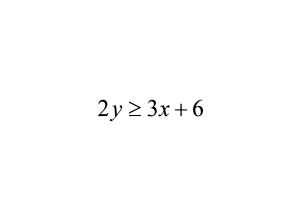 2y ≥ 3x + 6